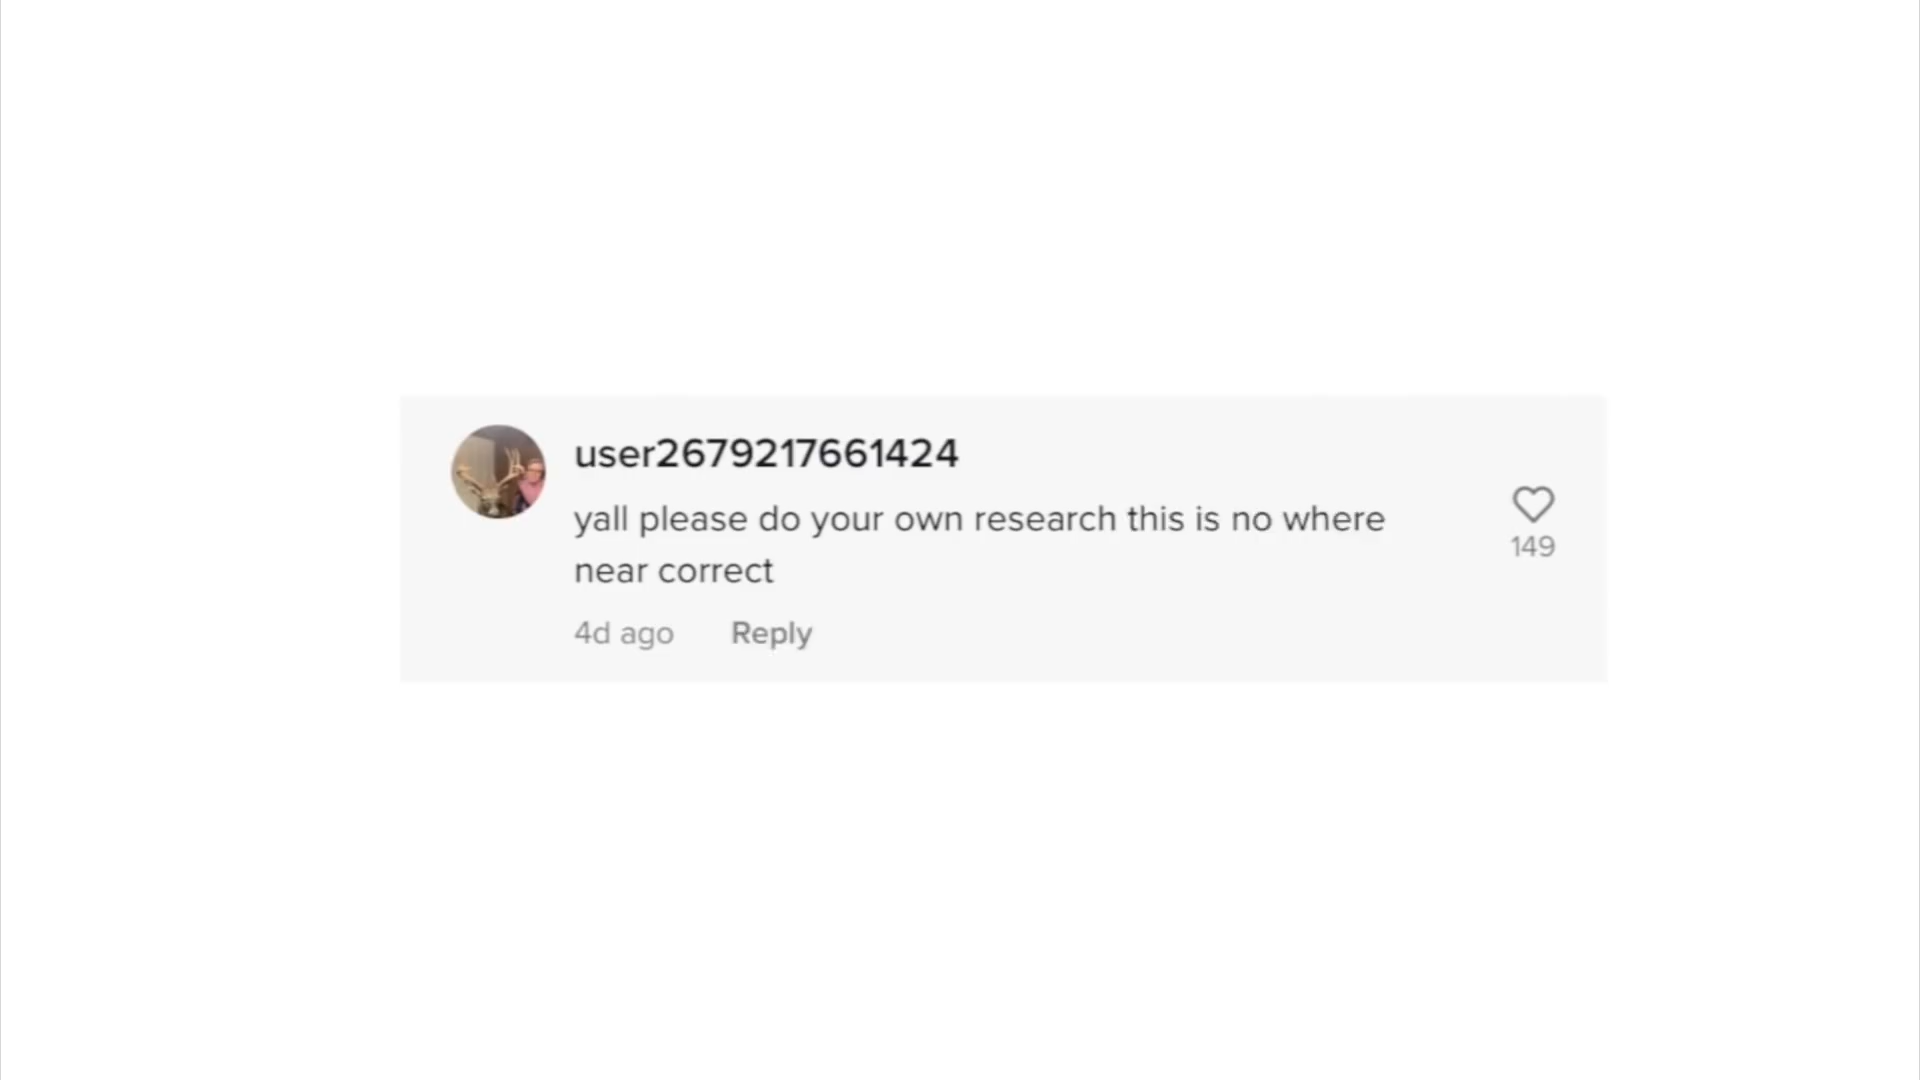 user2679217661424
yall please do your own research this is no where
near correct
149
4d ago Reply